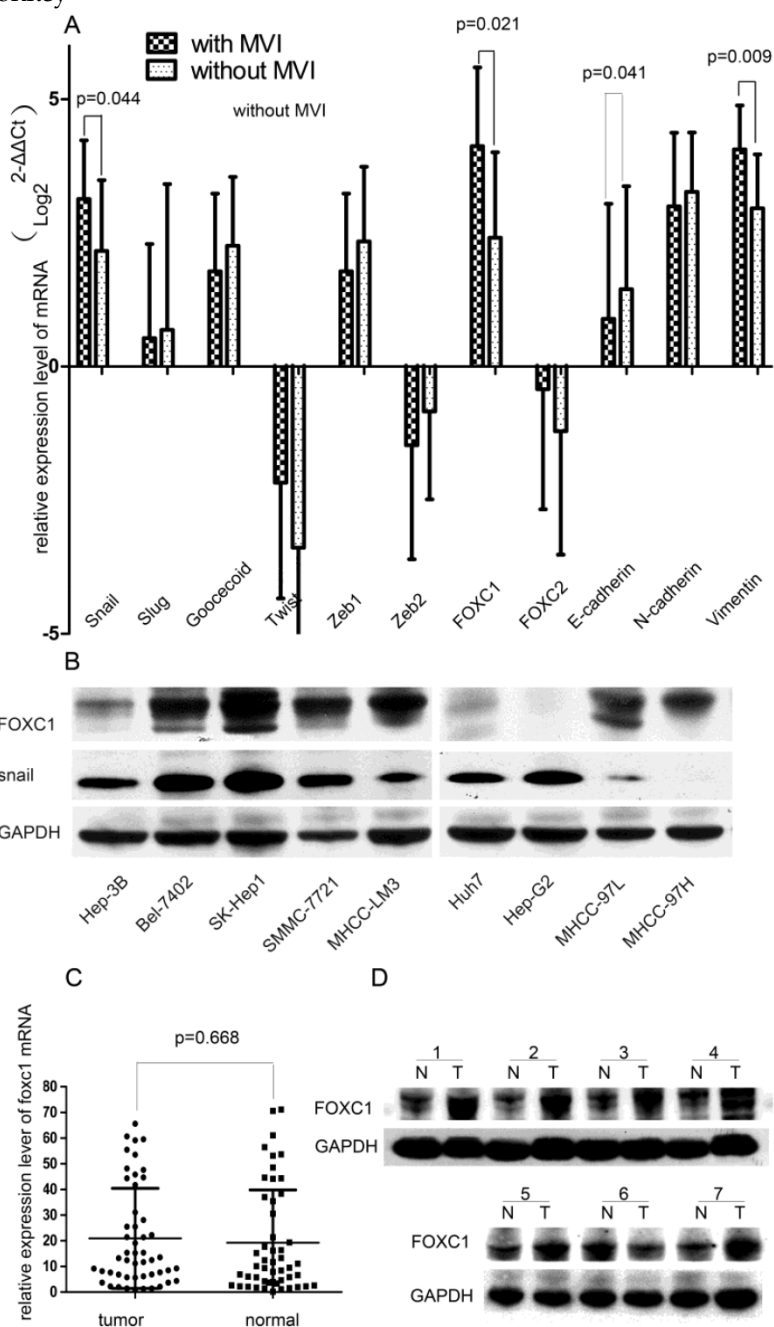 A
with MVI
without MVI
without MVI
p=0.044
p=0.021
p=0.041
p=0.009
relative expression level of mRNA ( Log2 2-ΔΔCt )
5
0
-5
Snail
Slug
Goocecoid
Twist
Zeb1
Zeb2
FOXC1
FOXC2
E-cadherin
N-cadherin
Vimentin
B
FOXC1
snail
GAPDH
Hep-3B
Bel-7402
SK-Hep1
SMMC-7721
MHCC-LM3
Huh7
Hep-G2
MHCC-97L
MHCC-97H
C
p=0.668
relative expression lever of foxc1 mRNA
80
70
60
50
40
30
20
10
0
tumor
normal
D
1 2 3 4
N T N T N T N T
FOXC1
GAPDH
5 6 7
N T N T N T
FOXC1
GAPDH